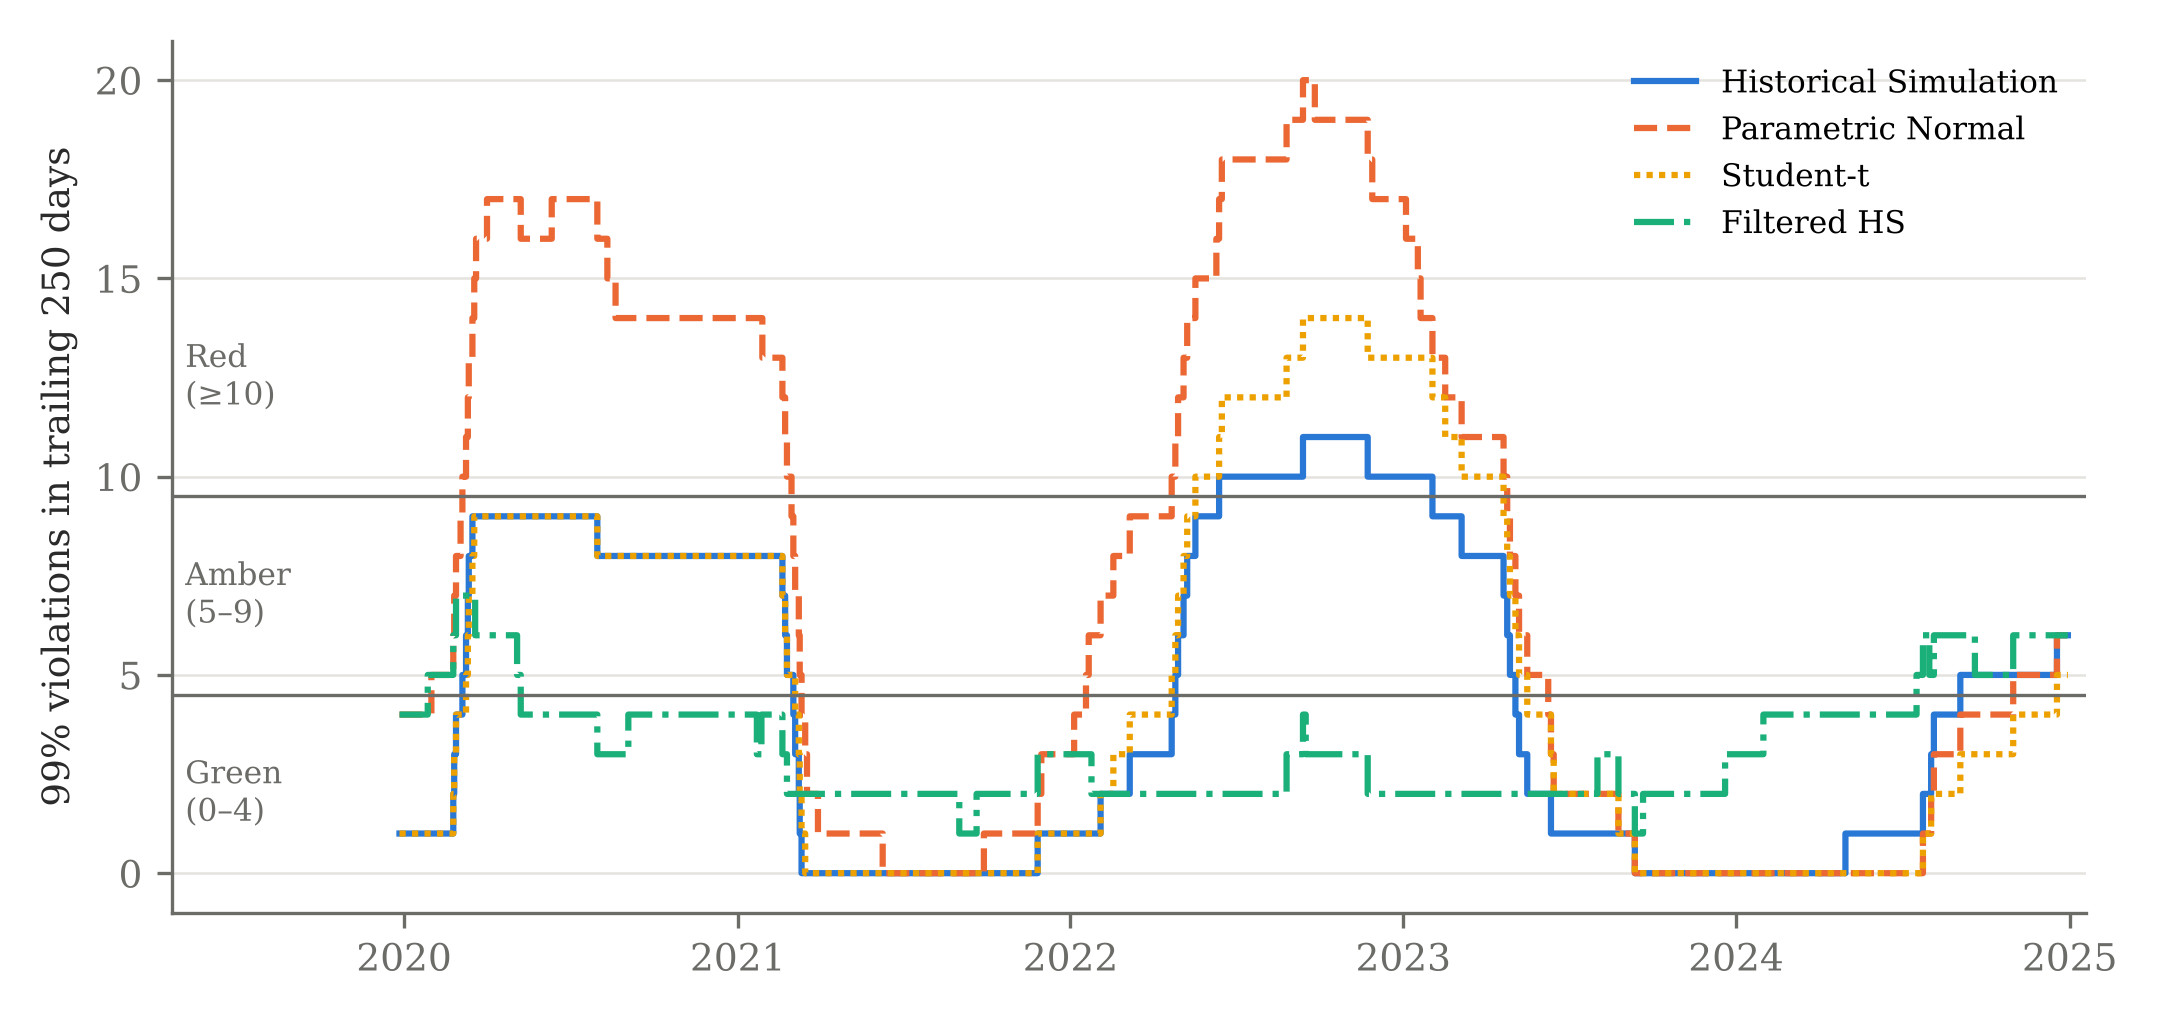 99% violations in trailing 250 days
20
15
10
5
0
Red
(≥10)
Amber
(5–9)
Green
(0–4)
Historical Simulation
Parametric Normal
Student-t
Filtered HS
2020
2021
2022
2023
2024
2025